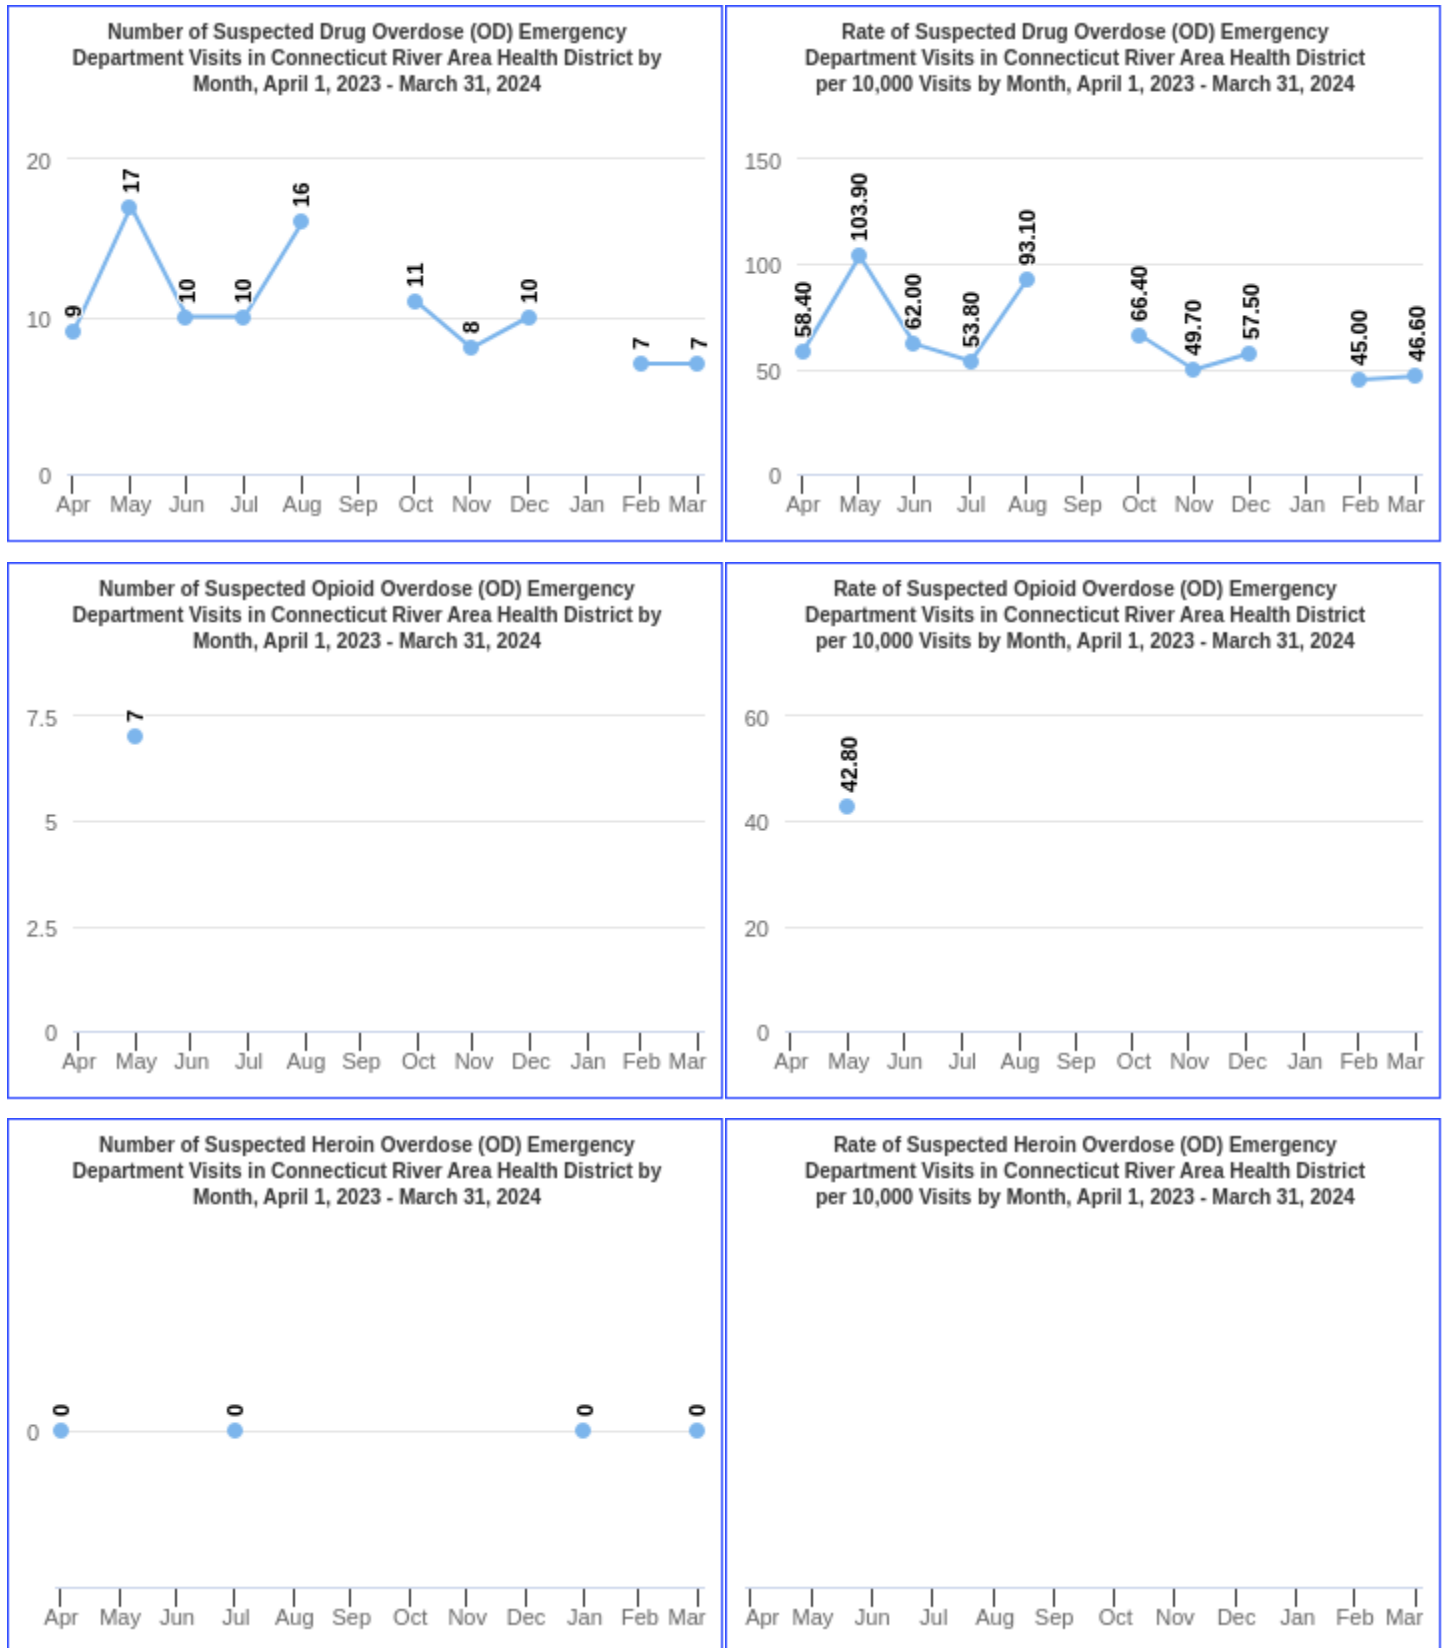 Number of Suspected Drug Overdose (OD) Emergency
Department Visits in Connecticut River Area Health District by
Month, April 1, 2023 - March 31, 2024
20
10
0
9
17
10
10
16
11
8
10
7
7
Apr May Jun Jul Aug Sep Oct Nov Dec Jan Feb Mar
Rate of Suspected Drug Overdose (OD) Emergency
Department Visits in Connecticut River Area Health District
per 10,000 Visits by Month, April 1, 2023 - March 31, 2024
150
100
50
0
58.40
103.90
62.00
53.80
93.10
66.40
49.70
57.50
45.00
46.60
Apr May Jun Jul Aug Sep Oct Nov Dec Jan Feb Mar
Number of Suspected Opioid Overdose (OD) Emergency
Department Visits in Connecticut River Area Health District by
Month, April 1, 2023 - March 31, 2024
7.5
5
2.5
0
7
Apr May Jun Jul Aug Sep Oct Nov Dec Jan Feb Mar
Rate of Suspected Opioid Overdose (OD) Emergency
Department Visits in Connecticut River Area Health District
per 10,000 Visits by Month, April 1, 2023 - March 31, 2024
60
40
20
0
42.80
Apr May Jun Jul Aug Sep Oct Nov Dec Jan Feb Mar
Number of Suspected Heroin Overdose (OD) Emergency
Department Visits in Connecticut River Area Health District by
Month, April 1, 2023 - March 31, 2024
0
0
0
0
0
Apr May Jun Jul Aug Sep Oct Nov Dec Jan Feb Mar
Rate of Suspected Heroin Overdose (OD) Emergency
Department Visits in Connecticut River Area Health District
per 10,000 Visits by Month, April 1, 2023 - March 31, 2024
Apr May Jun Jul Aug Sep Oct Nov Dec Jan Feb Mar